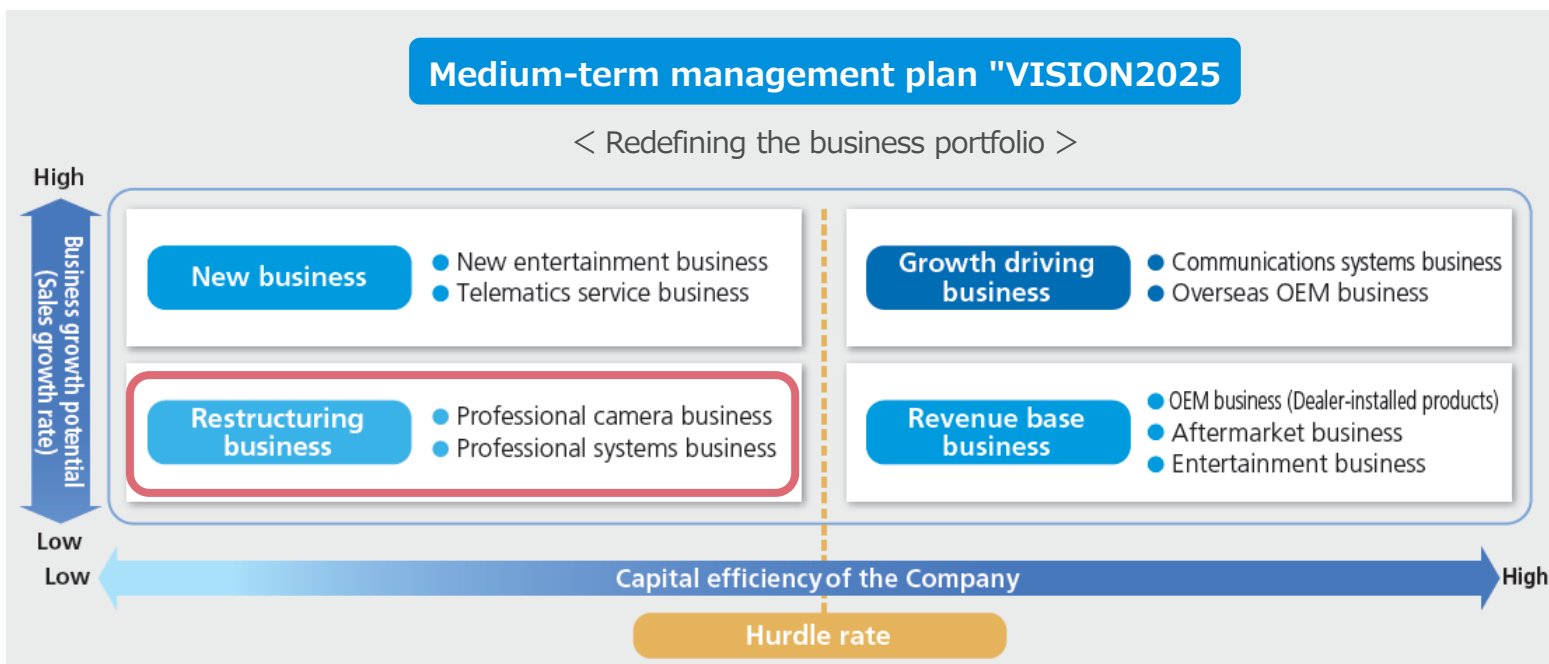 Medium-term management plan "VISION2025
< Redefining the business portfolio >
High
Business growth potential
(Sales growth rate)
New business
● New entertainment business
● Telematics service business
Growth driving
business
● Communications systems business
● Overseas OEM business
Restructuring
business
● Professional camera business
● Professional systems business
Revenue base
business
● OEM business (Dealer-installed products)
● Aftermarket business
● Entertainment business
Low
Low
Capital efficiency of the Company
High
Hurdle rate